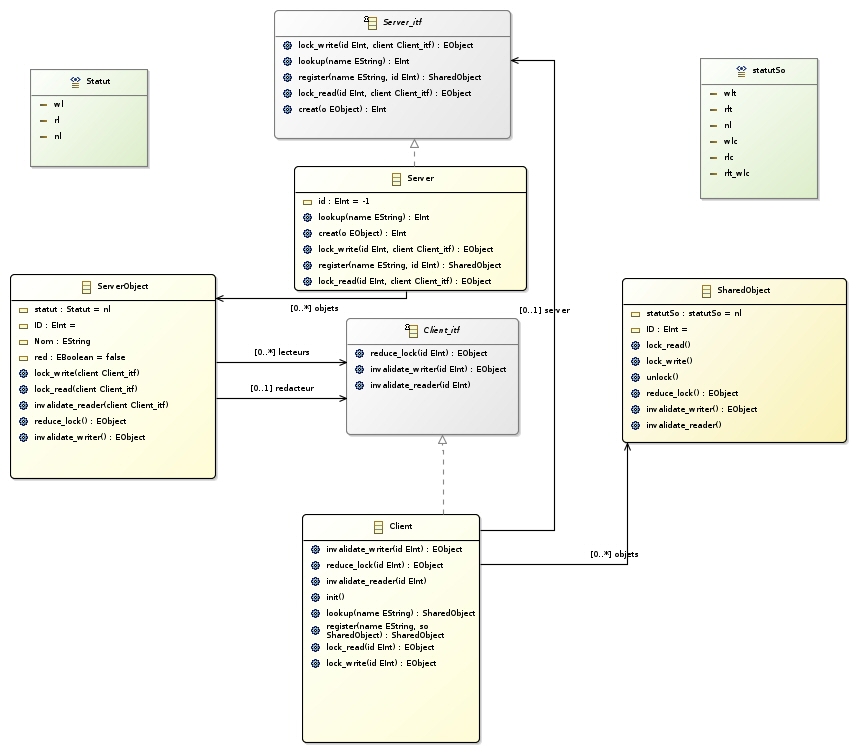 Server_itf
lock_write(id EInt, client Client_itf) : EObject
lookup(name EString) : EInt
register(name EString, id EInt) : SharedObject
lock_read(id EInt, client Client_itf) : EObject
creat(o EObject) : EInt
Statut
wl
rl
nl
statutSo
wlt
rlt
nl
wlc
rlc
rlt_wlc
Server
id : EInt = -1
lookup(name EString) : EInt
creat(o EObject) : EInt
lock_write(id EInt, client Client_itf) : EObject
register(name EString, id EInt) : SharedObject
lock_read(id EInt, client Client_itf) : EObject
[0..*] objets
[0..1] server
ServerObject
statut : Statut = nl
ID : EInt =
Nom : EString
red : EBoolean = false
lock_write(client Client_itf)
lock_read(client Client_itf)
invalidate_reader(client Client_itf)
reduce_lock() : EObject
invalidate_writer() : EObject
[0..*] lecteurs
[0..1] redacteur
Client_itf
reduce_lock(id EInt) : EObject
invalidate_writer(id EInt) : EObject
invalidate_reader(id EInt)
SharedObject
statutSo : statutSo = nl
ID : EInt =
lock_read()
lock_write()
unlock()
reduce_lock() : EObject
invalidate_writer() : EObject
invalidate_reader()
Client
invalidate_writer(id EInt) : EObject
reduce_lock(id EInt) : EObject
invalidate_reader(id EInt)
init()
lookup(name EString) : SharedObject
register(name EString, so
SharedObject) : SharedObject
lock_read(id EInt) : EObject
lock_write(id EInt) : EObject
[0..*] objets